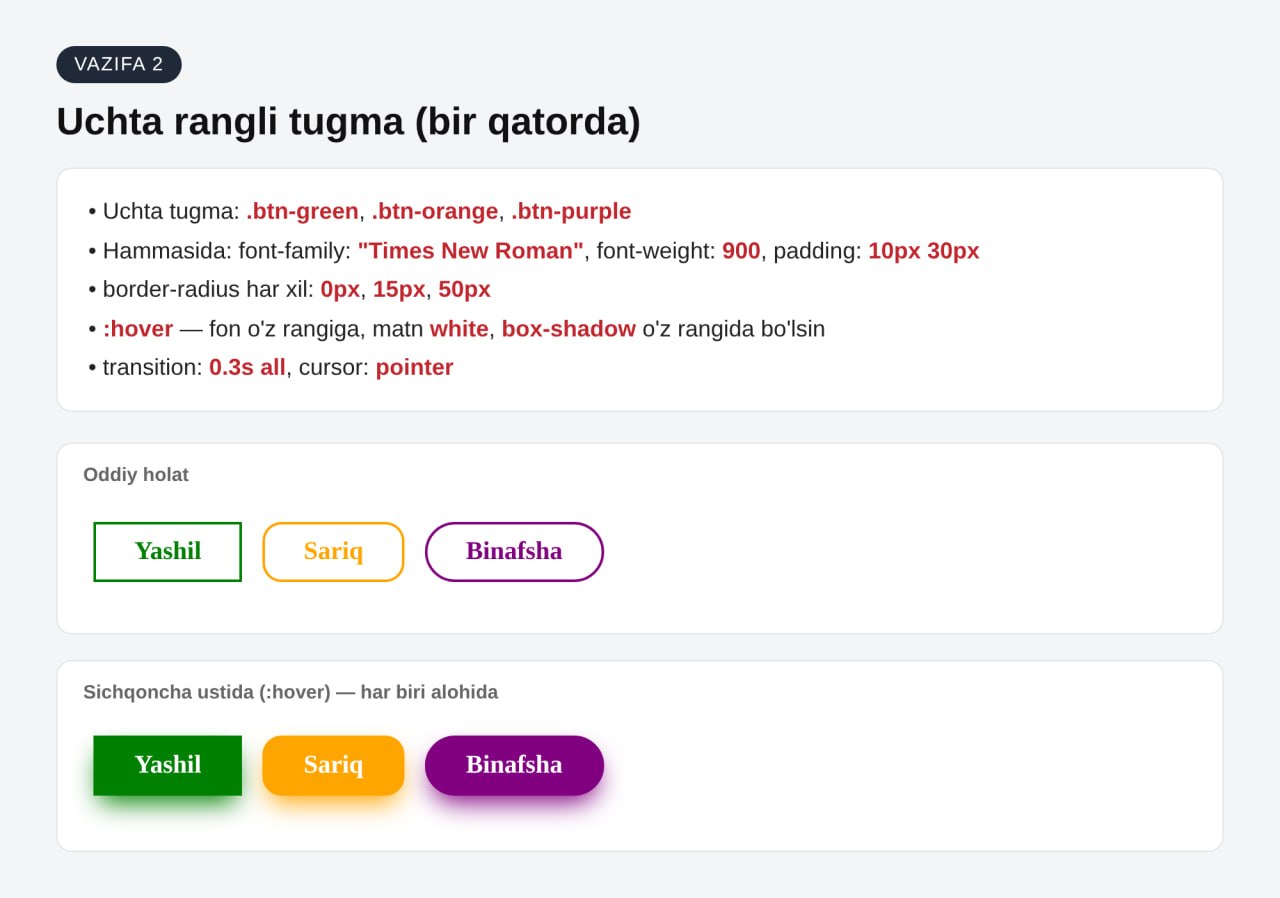 VAZIFA 2
Uchta rangli tugma (bir qatorda)
• Uchta tugma: .btn-green, .btn-orange, .btn-purple
• Hammasida: font-family: "Times New Roman", font-weight: 900, padding: 10px 30px
• border-radius har xil: 0px, 15px, 50px
• :hover — fon o'z rangiga, matn white, box-shadow o'z rangida bo'lsin
• transition: 0.3s all, cursor: pointer
Oddiy holat
Yashil Sariq Binafsha
Sichqoncha ustida (:hover) — har biri alohida
Yashil Sariq Binafsha